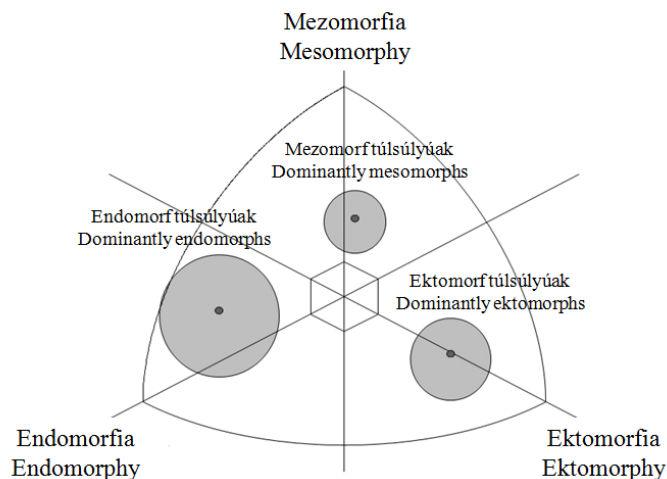 Mezomorfia
Mesomorphy
Mezomorf túlsúlyúak
Dominantly mesomorphs
Endomorf túlsúlyúak
Dominantly endomorphs
Ektomorf túlsúlyúak
Dominantly ektomorphs
Endomorfia
Endomorphy
Ektomorfia
Ektomorphy